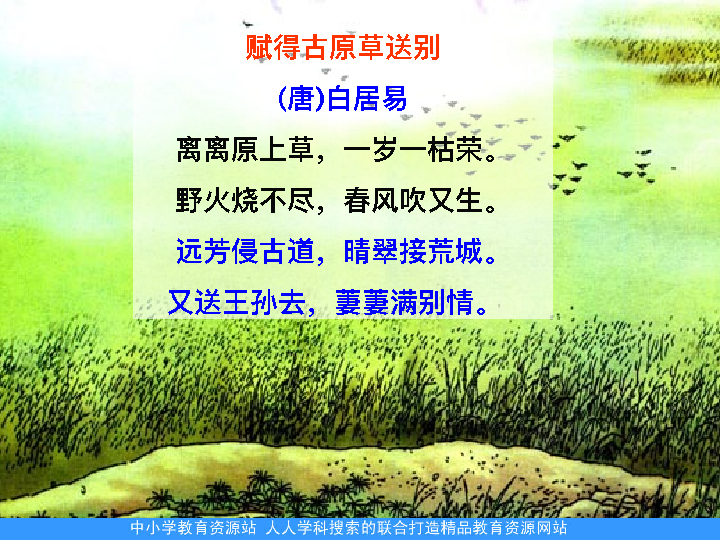 赋得古原草送别
(唐)白居易
离离原上草，一岁一枯荣。
野火烧不尽，春风吹又生。
远芳侵古道，晴翠接荒城。
又送王孙去，萋萋满别情。
中小学教育资源站 人人学科搜索的联合打造精品教育资源网站